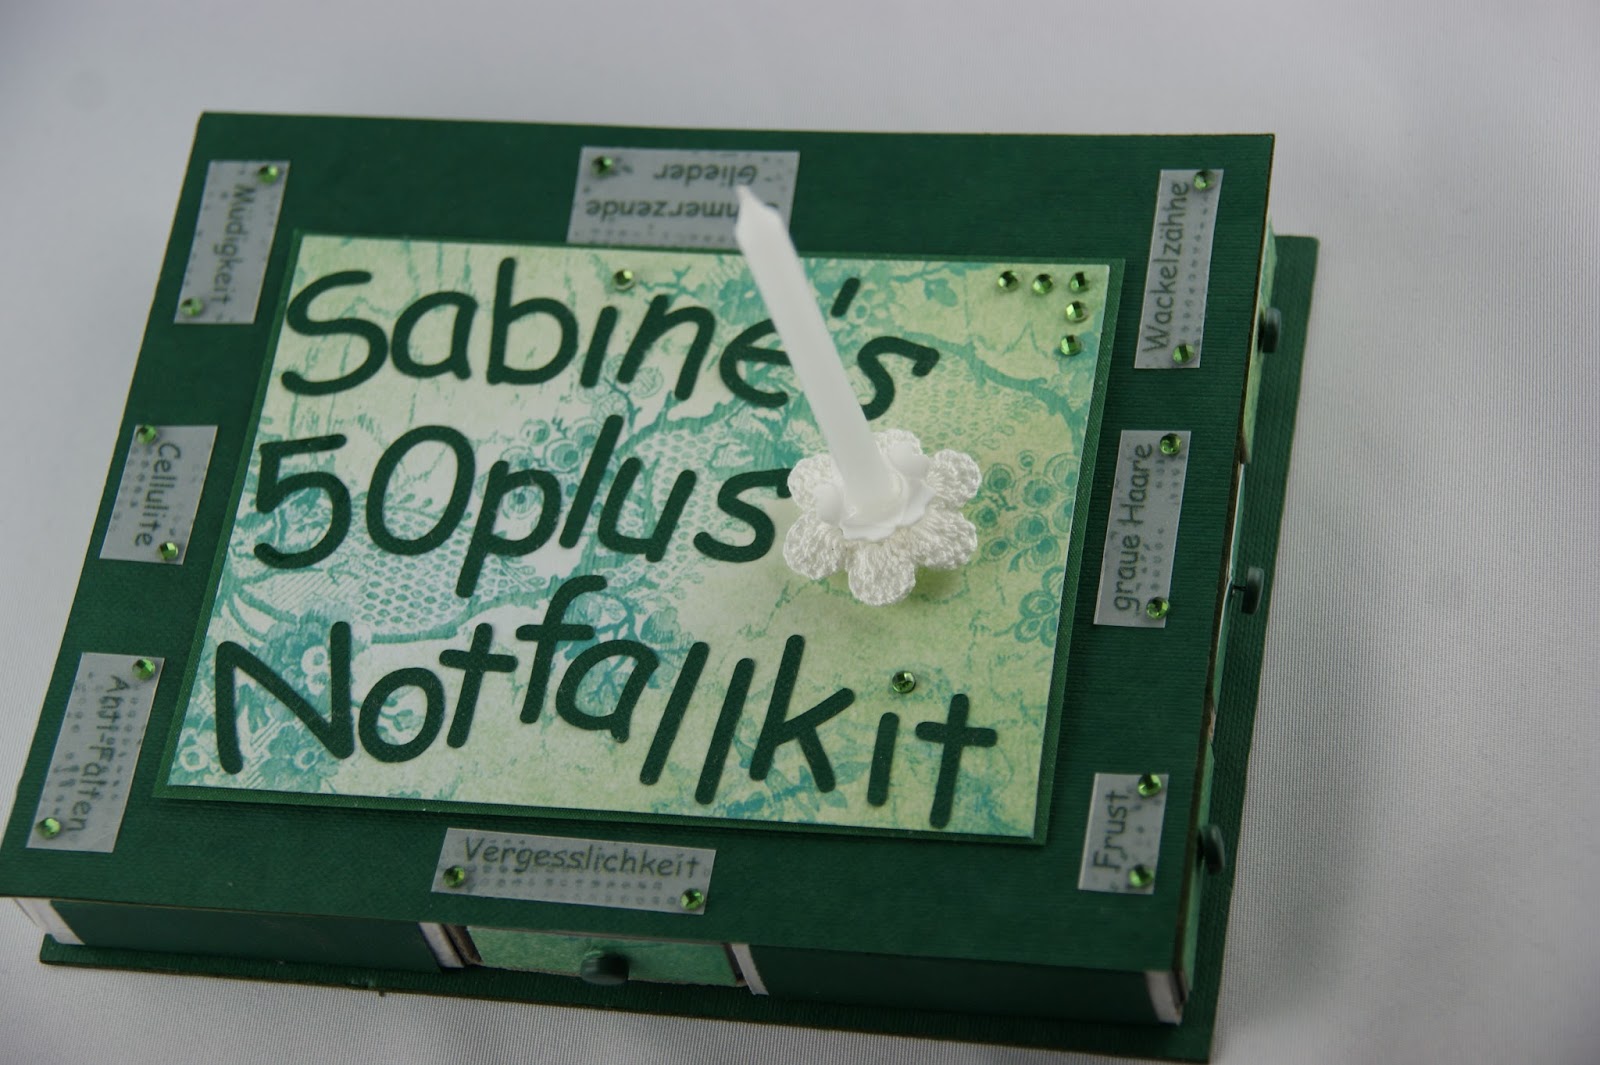 Sabine's
50plus
Notfallkit
Glieder
Müdigkeit
Cellulite
Anti-Falten
Vergesslichkeit
Wackelzähne
graue Haare
Frust